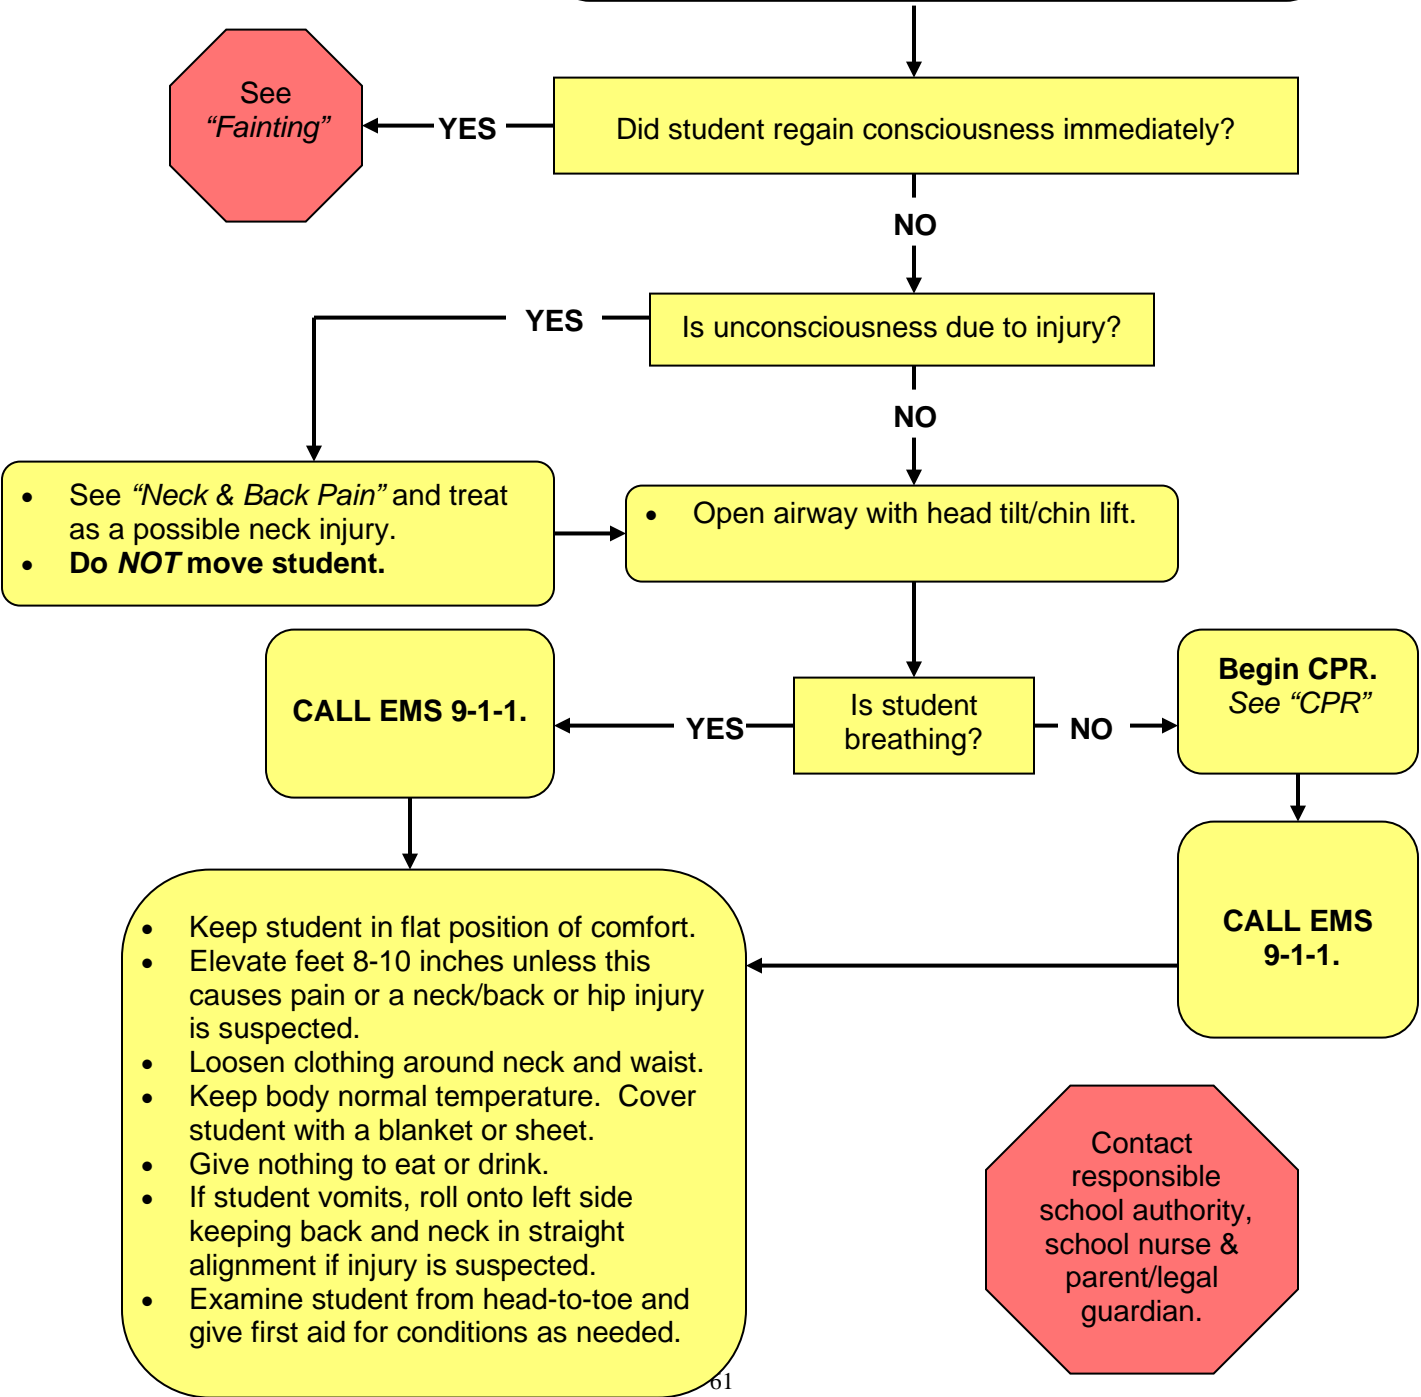 See
“Fainting”
YES
Did student regain consciousness immediately?
NO
YES
Is unconsciousness due to injury?
NO
• See “Neck & Back Pain” and treat
as a possible neck injury.
• Do NOT move student.
• Open airway with head tilt/chin lift.
CALL EMS 9-1-1.
YES
Is student
breathing?
NO
Begin CPR.
See “CPR”
CALL EMS
9-1-1.
• Keep student in flat position of comfort.
• Elevate feet 8-10 inches unless this
causes pain or a neck/back or hip injury
is suspected.
• Loosen clothing around neck and waist.
• Keep body normal temperature.  Cover
student with a blanket or sheet.
• Give nothing to eat or drink.
• If student vomits, roll onto left side
keeping back and neck in straight
alignment if injury is suspected.
• Examine student from head-to-toe and
give first aid for conditions as needed.
Contact
responsible
school authority,
school nurse &
parent/legal
guardian.
61